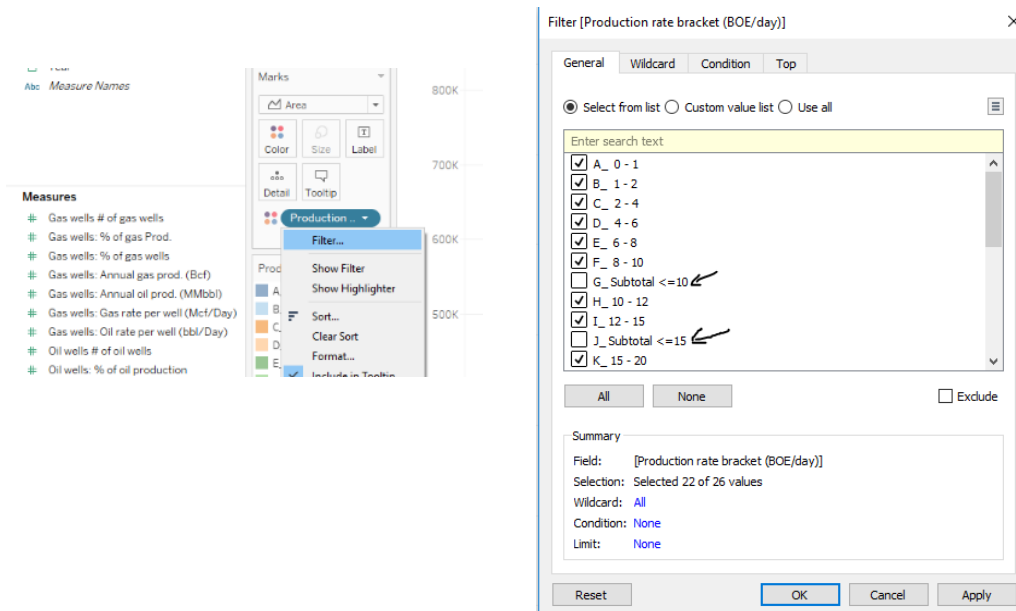 Year
Abc Measure Names
Measures
# Gas wells # of gas wells
# Gas wells: % of gas Prod.
# Gas wells: % of gas wells
# Gas wells: Annual gas prod. (Bcf)
# Gas wells: Annual oil prod. (MMbbl)
# Gas wells: Gas rate per well (Mcf/Day)
# Gas wells: Oil rate per well (bbl/Day)
# Oil wells # of oil wells
# Oil wells: % of oil production
Marks
Area
Color Size Label
T
Detail Tooltip
Production ..
Filter...
Show Filter
Show Highlighter
Sort...
Clear Sort
Format...
Include in Tooltip
Prod
A_
B_
C_
D_
E_
800K
700K
600K
500K
Filter [Production rate bracket (BOE/day)]
General Wildcard Condition Top
Select from list Custom value list Use all
Enter search text
A_ 0 - 1
B_ 1 - 2
C_ 2 - 4
D_ 4 - 6
E_ 6 - 8
F_ 8 - 10
G_ Subtotal <=10
H_ 10 - 12
I_ 12 - 15
J_ Subtotal <=15
K_ 15 - 20
All None Exclude
Summary
Field: [Production rate bracket (BOE/day)]
Selection: Selected 22 of 26 values
Wildcard: All
Condition: None
Limit: None
Reset OK Cancel Apply